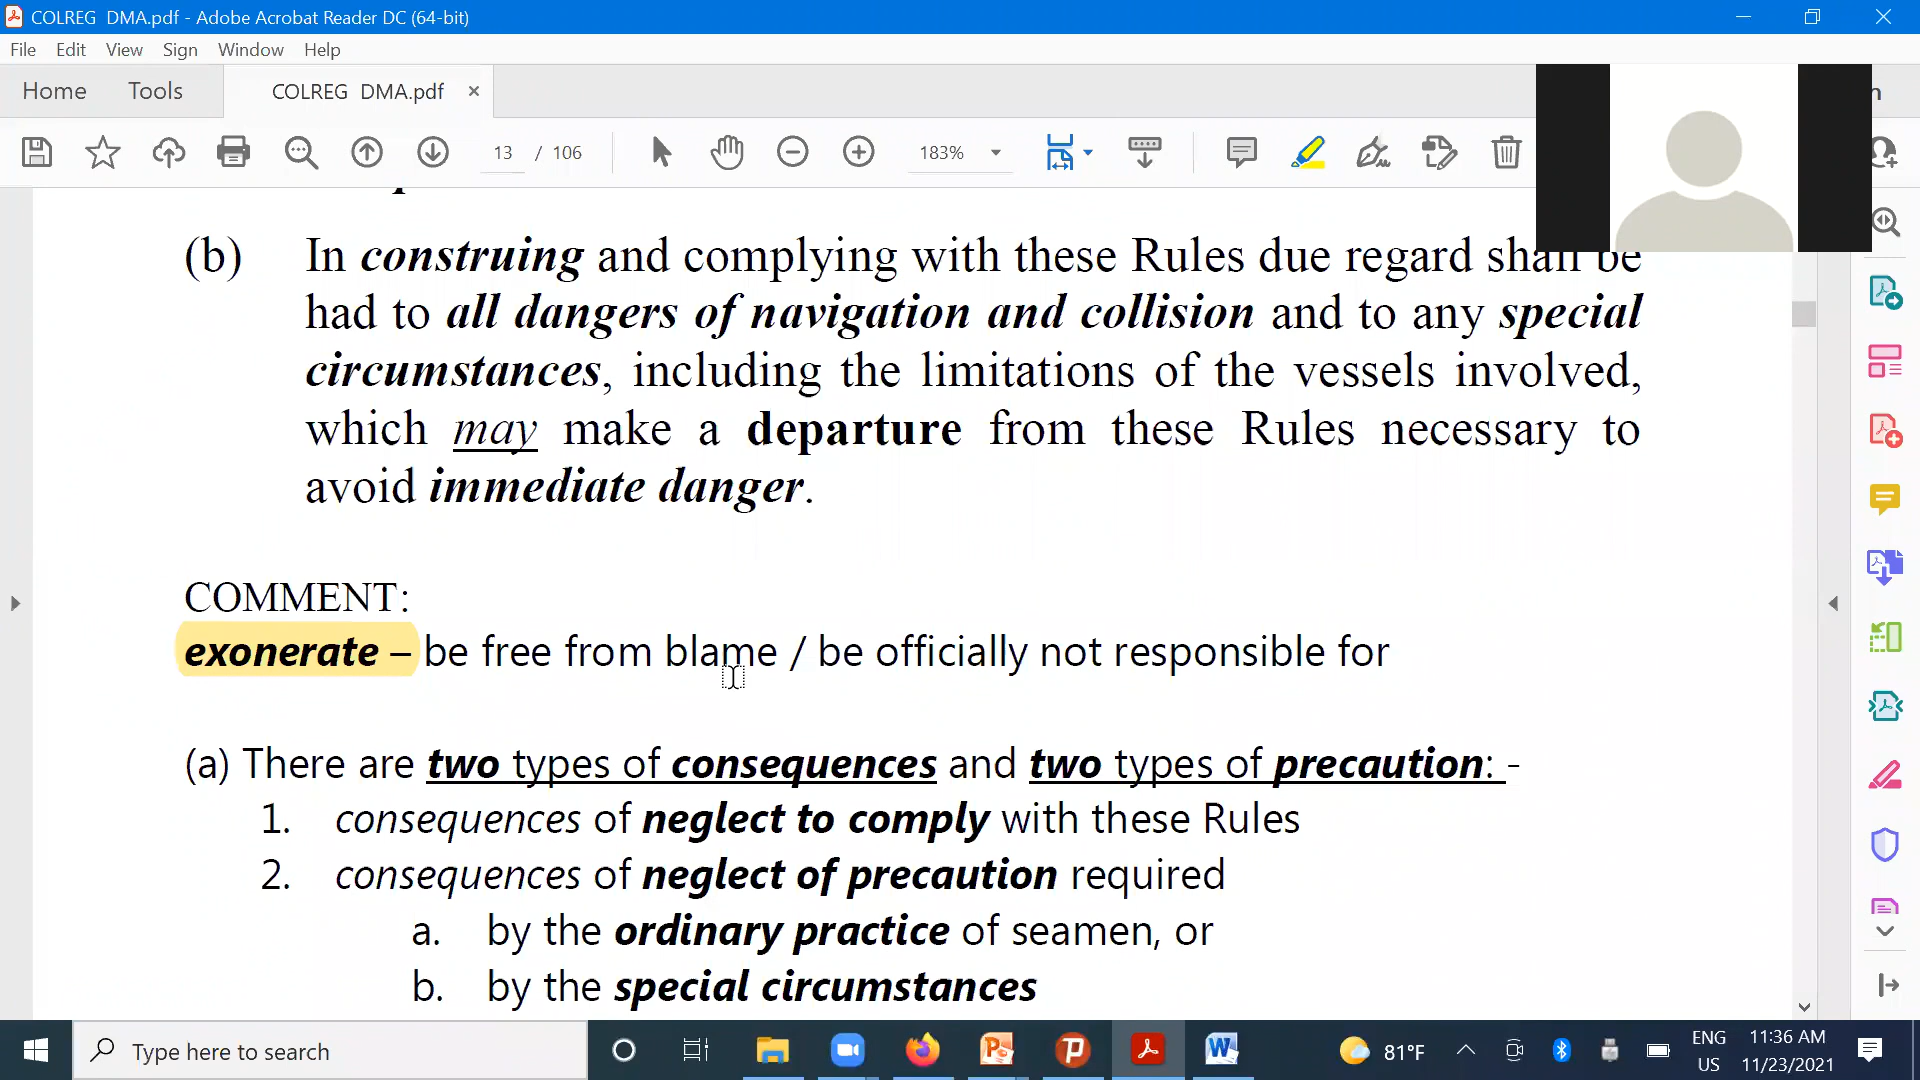 COLREG DMA.pdf - Adobe Acrobat Reader DC (64-bit)
File Edit View Sign Window Help
Home Tools COLREG DMA.pdf ×
13 / 106 183%
(b) In construing and complying with these Rules due regard shall be
had to all dangers of navigation and collision and to any special
circumstances, including the limitations of the vessels involved,
which may make a departure from these Rules necessary to
avoid immediate danger.
COMMENT:
exonerate – be free from blame / be officially not responsible for
(a) There are two types of consequences and two types of precaution: -
1. consequences of neglect to comply with these Rules
2. consequences of neglect of precaution required
a. by the ordinary practice of seamen, or
b. by the special circumstances
Type here to search
81°F
ENG
US
11:36 AM
11/23/2021